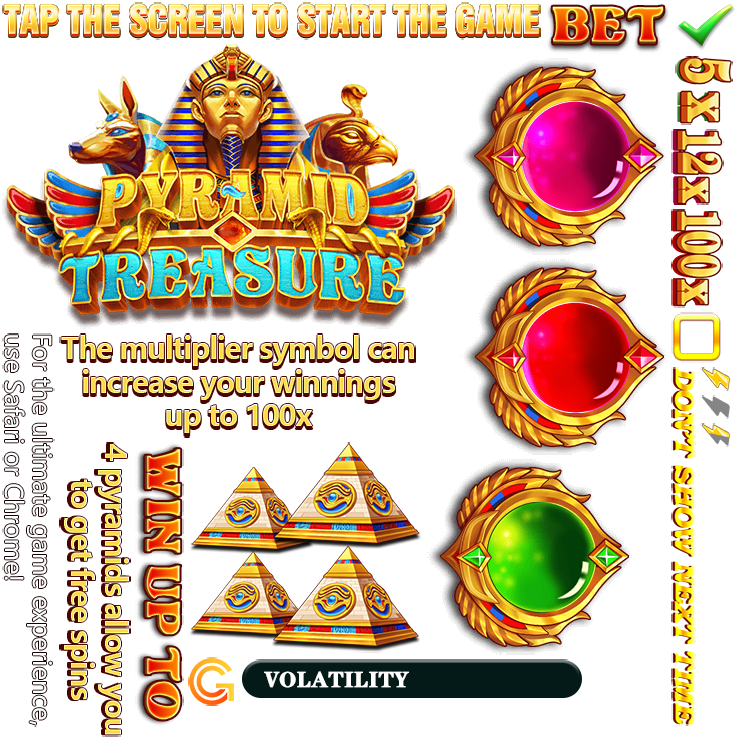 TAP THE SCREEN TO START THE GAME
BET
PYRAMID
TREASURE
5x 12x 100x
The multiplier symbol can
increase your winnings
up to 100x
DON'T SHOW NEXT TIME
For the ultimate game experience,
use Safari or Chrome!
4 pyramids allow you
to get free spins
WIN UP TO
CG
VOLATILITY